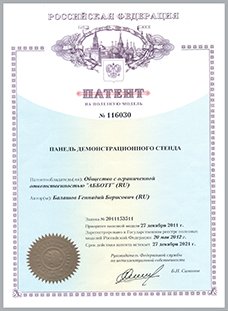 РОССИЙСКАЯ ФЕДЕРАЦИЯ
ПАТЕНТ
НА ПОЛЕЗНУЮ МОДЕЛЬ
№ 116030
ПАНЕЛЬ ДЕМОНСТРАЦИОННОГО СТЕНДА
Патентообладатель(ли): Общество с ограниченной
ответственностью "АББОТТ" (RU)
Автор(ы): Балашов Геннадий Борисович (RU)
Заявка № 2011153511
Приоритет полезной модели 27 декабря 2011 г.
Зарегистрировано в Государственном реестре полезных
моделей Российской Федерации 20 мая 2012 г.
Срок действия патента истекает 27 декабря 2021 г.
Руководитель Федеральной службы
по интеллектуальной собственности
Б.П. Симонов